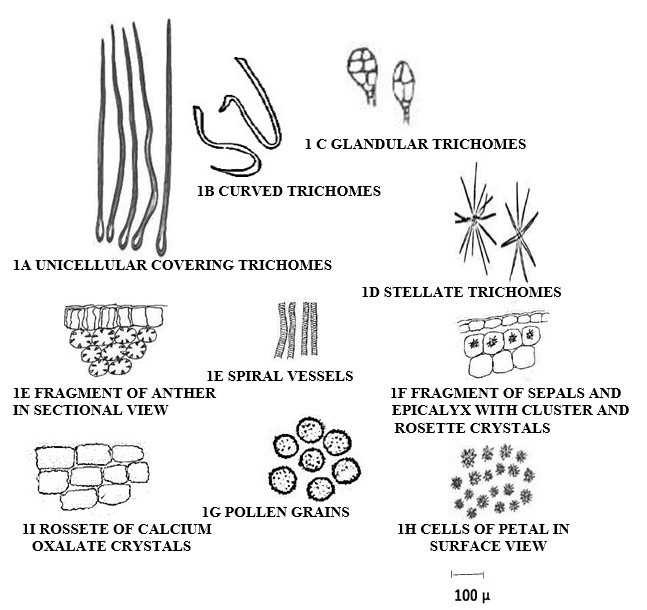 1 C GLANDULAR TRICHOMES
1B CURVED TRICHOMES
1A UNICELLULAR COVERING TRICHOMES
1D STELLATE TRICHOMES
1E FRAGMENT OF ANTHER
IN SECTIONAL VIEW
1E SPIRAL VESSELS
1F FRAGMENT OF SEPALS AND
EPICALYX WITH CLUSTER AND
ROSETTE CRYSTALS
1I ROSSETE OF CALCIUM
OXALATE CRYSTALS
1G POLLEN GRAINS
1H CELLS OF PETAL IN
SURFACE VIEW
100 µ